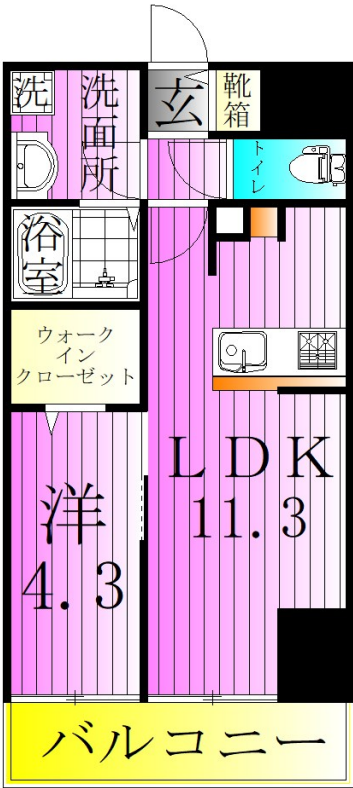 洗
洗面所
玄
靴箱
トイレ
浴室
ウォーク
イン
クローゼット
LDK
11.3
洋
4.3
バルコニー